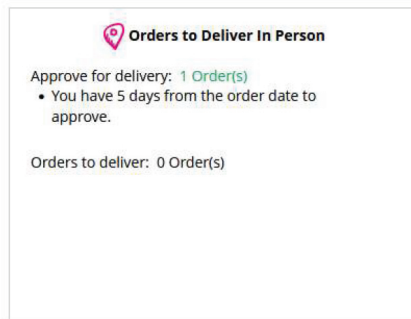 Orders to Deliver In Person
Approve for delivery: 1 Order(s)
• You have 5 days from the order date to
approve.
Orders to deliver: 0 Order(s)